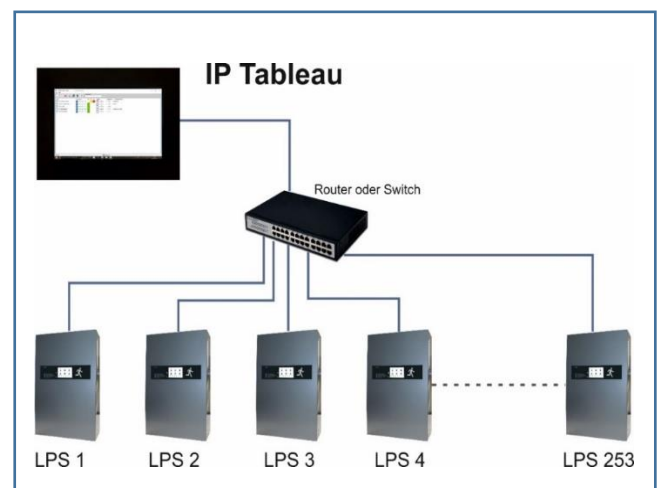 IP Tableau
Router oder Switch
LPS 1
LPS 2
LPS 3
LPS 4
LPS 253